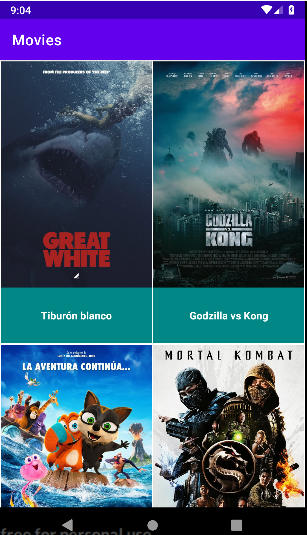 9:04
Movies
FROM THE PRODUCERS OF "THE REEF"
GREAT
WHITE
GODZILLA
VS
KONG
Tiburón blanco
Godzilla vs Kong
LA AVENTURA CONTINÚA...
MORTAL KOMBAT
free for personal use